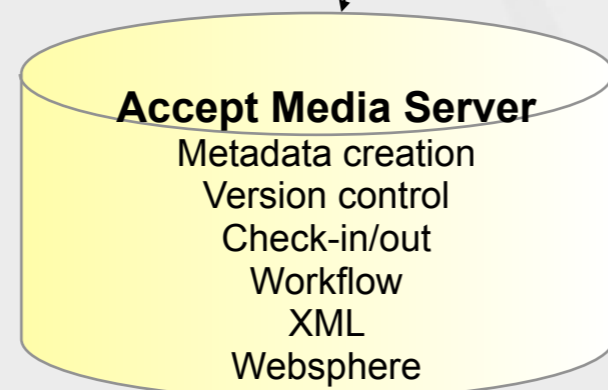 Accept Media Server
Metadata creation
Version control
Check-in/out
Workflow
XML
Websphere